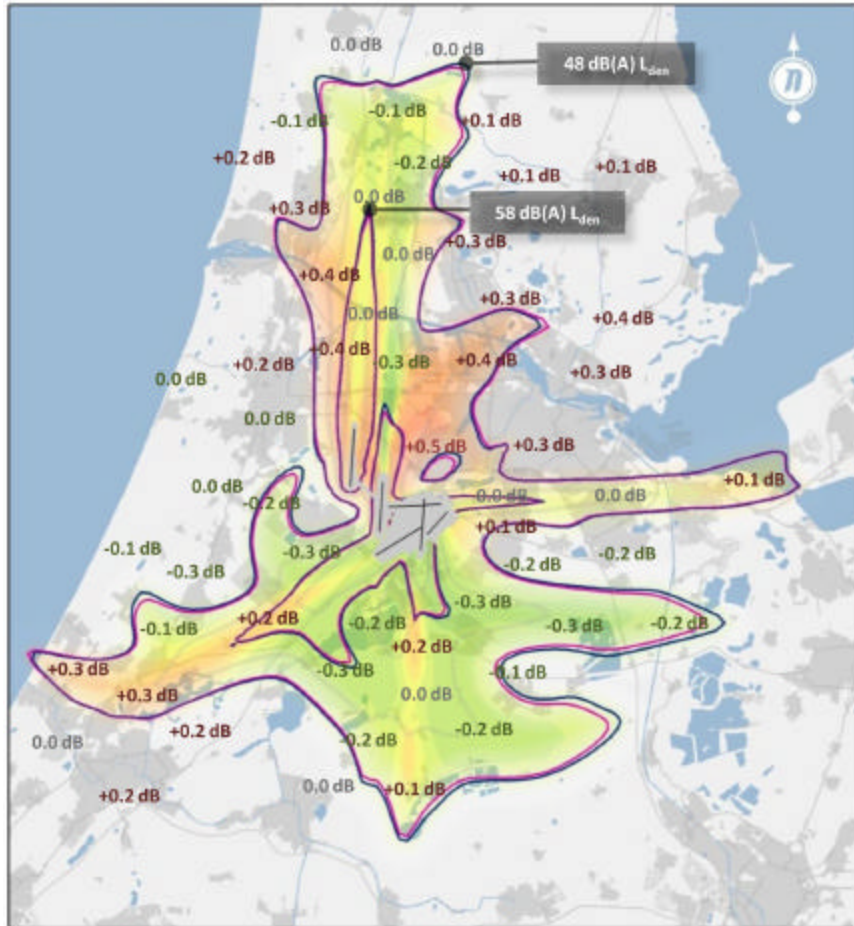 0.0 dB
0.0 dB
48 dB(A) Lden
-0.1 dB
-0.1 dB
+0.1 dB
+0.2 dB
-0.2 dB
+0.1 dB
+0.1 dB
0.0 dB
+0.3 dB
58 dB(A) Lden
+0.3 dB
0.0 dB
+0.4 dB
+0.3 dB
0.0 dB
+0.4 dB
+0.4 dB
-0.3 dB
+0.4 dB
+0.2 dB
+0.3 dB
0.0 dB
0.0 dB
+0.5 dB
+0.3 dB
+0.1 dB
0.0 dB
0.0 dB
0.0 dB
-0.2 dB
+0.1 dB
-0.1 dB
-0.3 dB
-0.2 dB
-0.2 dB
-0.3 dB
-0.3 dB
+0.2 dB
-0.2 dB
-0.3 dB
-0.2 dB
-0.1 dB
+0.2 dB
+0.3 dB
-0.3 dB
-0.1 dB
+0.3 dB
0.0 dB
+0.2 dB
-0.2 dB
0.0 dB
-0.2 dB
0.0 dB
+0.1 dB
+0.2 dB
n